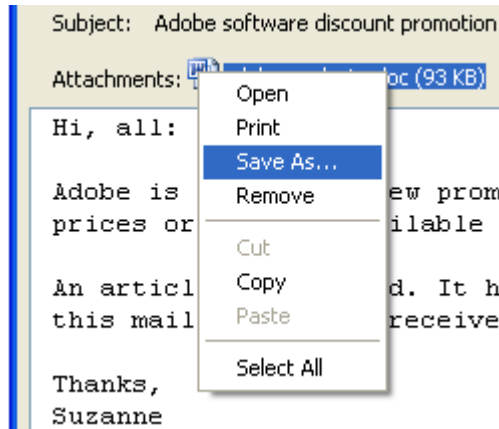 Subject: Adobe software discount promotion
Attachments: oc (93 KB)
Open
Print
Save As...
Remove
Cut
Copy
Paste
Select All
Hi, all:
Adobe is ew prom
prices or ilable
An articl d. It h
this mail receive
Thanks,
Suzanne